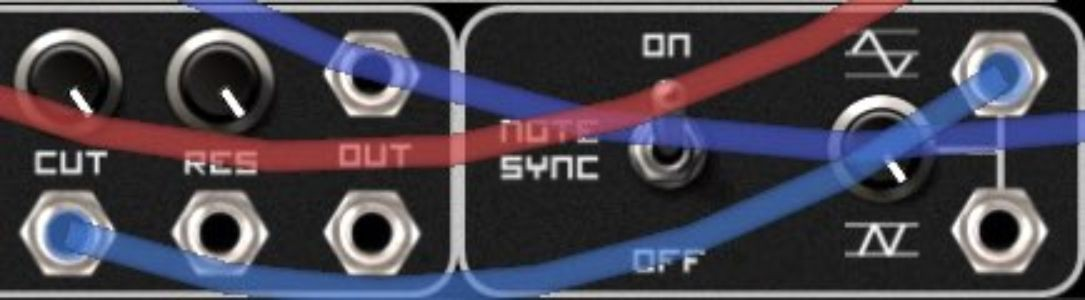 CUT RES OUT
ON
NOTE
SYNC
OFF